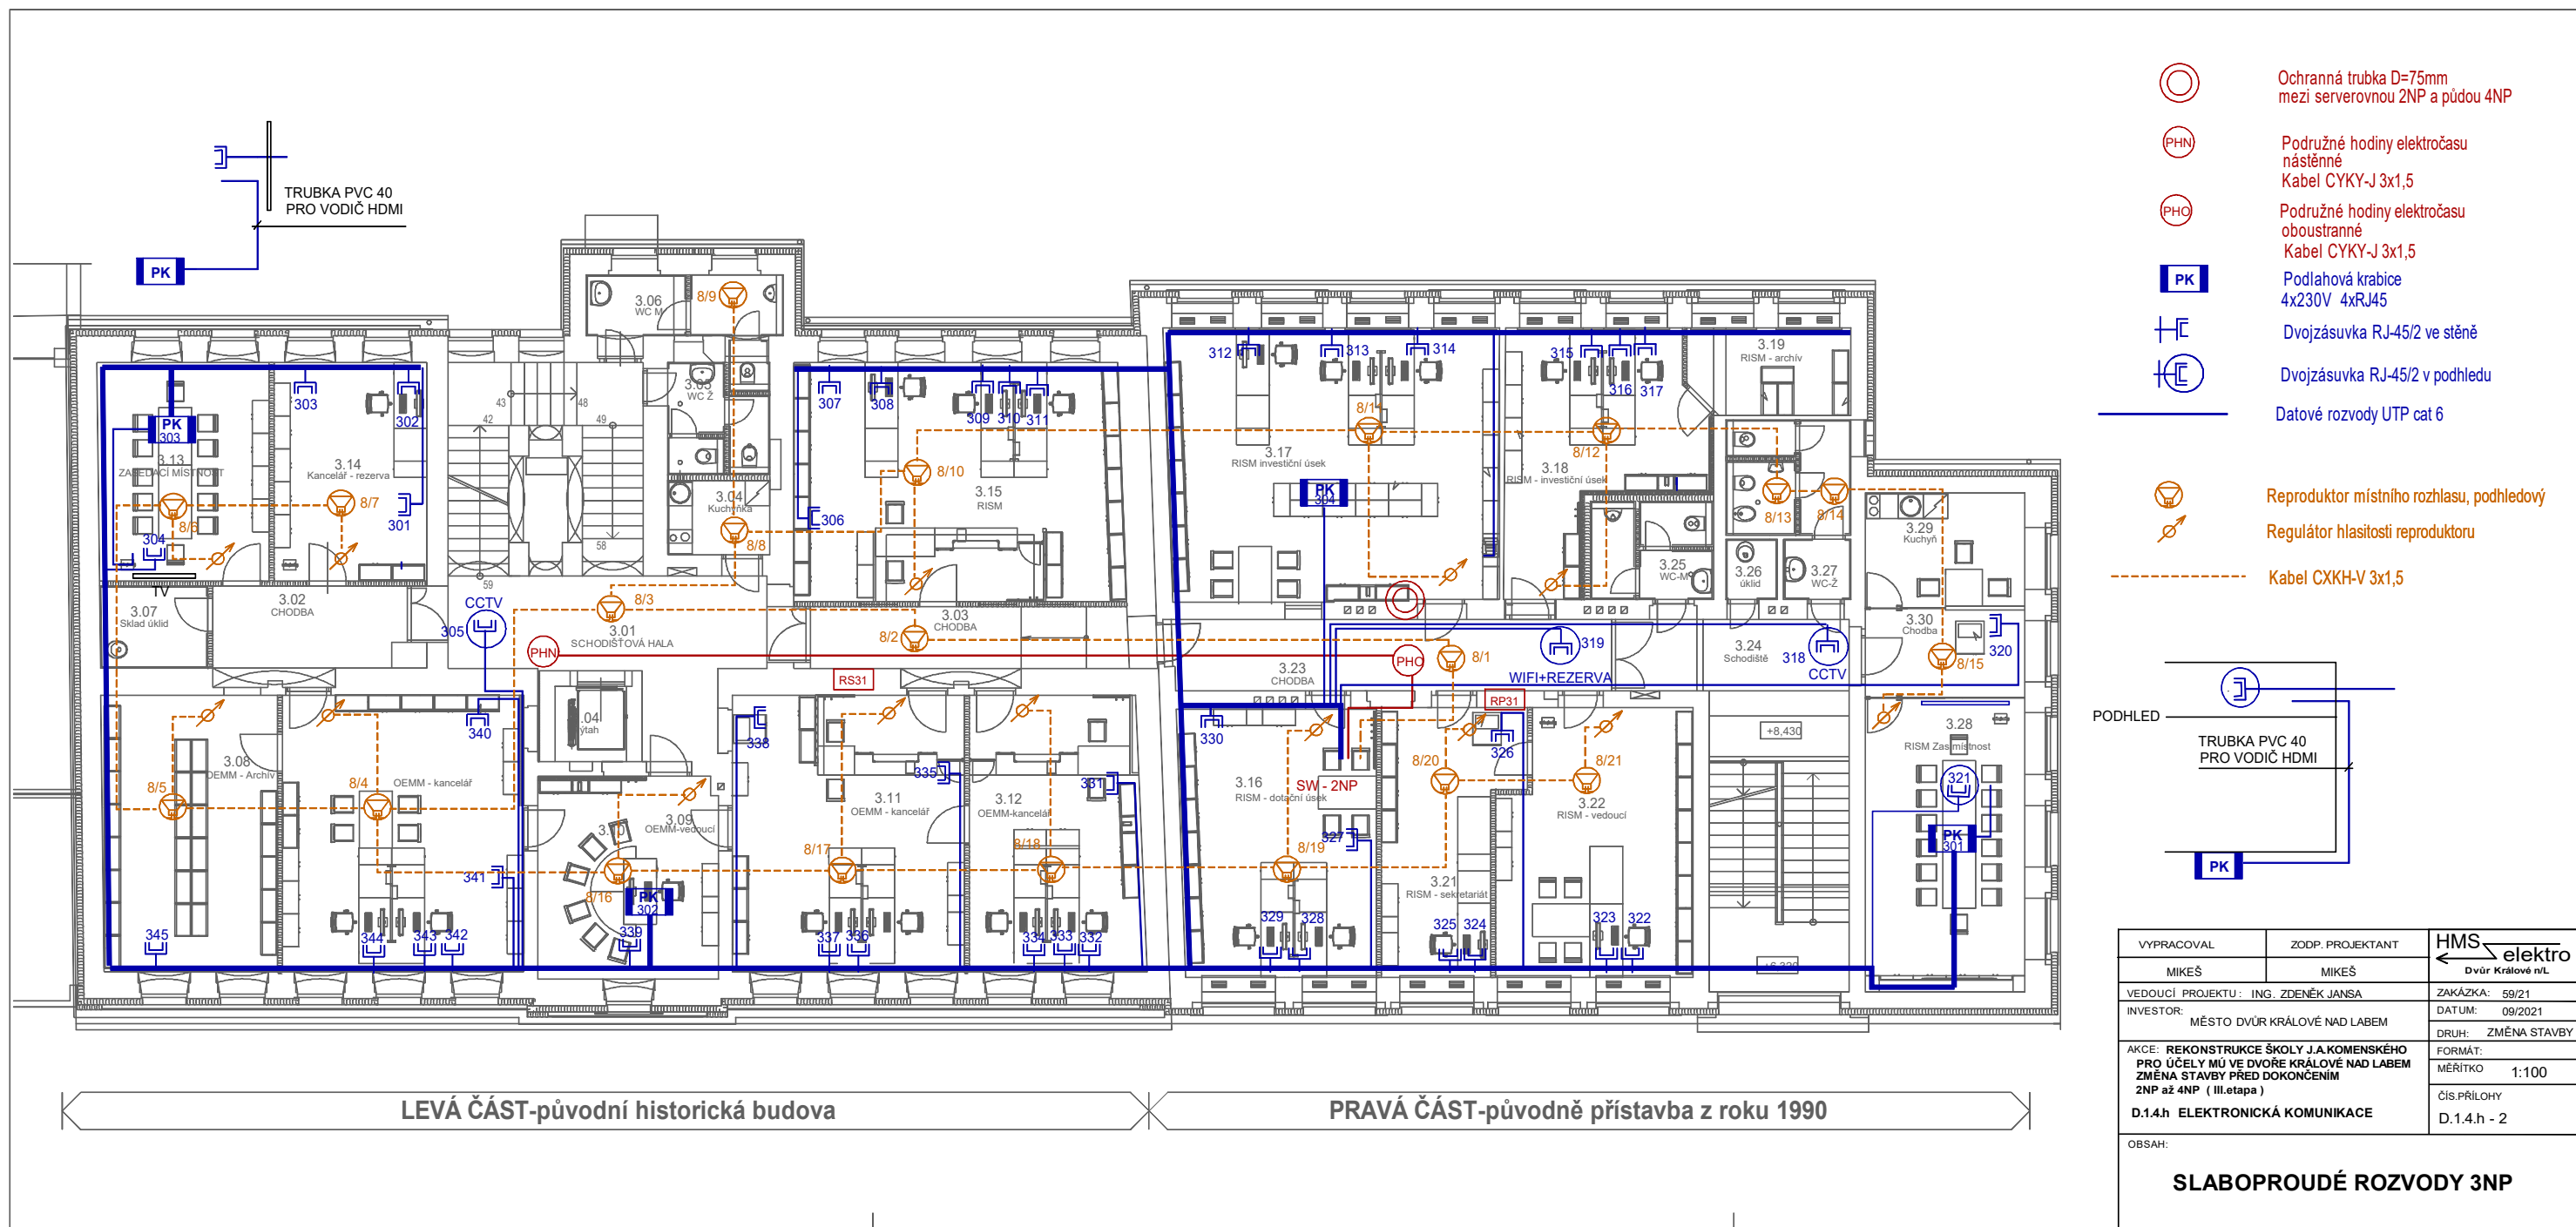 TRUBKA PVC 40
PRO VODIČ HDMI
PK
Ochranná trubka D=75mm
mezi serverovnou 2NP a půdou 4NP
PHN
Podružné hodiny elektročasu
nástěnné
Kabel CYKY-J 3x1,5
PHO
Podružné hodiny elektročasu
oboustranné
Kabel CYKY-J 3x1,5
PK
Podlahová krabice
4x230V 4xRJ45
Dvojzásuvka RJ-45/2 ve stěně
Dvojzásuvka RJ-45/2 v podhledu
Datové rozvody UTP cat 6
Reproduktor místního rozhlasu, podhledový
Regulátor hlasitosti reproduktoru
Kabel CXKH-V 3x1,5
3.06
WC M
8/9
3.05
WC Ž
3.04
Kuchyňka
8/8
PK
303
3.13
ZASEDACÍ MÍSTNOST
8/6
304
TV
303
302
3.14
Kancelář - rezerva
8/7
301
43
48
42
49
58
59
307
308
309
310
311
8/10
3.15
RISM
306
312
313
314
8/11
3.17
RISM investiční úsek
PK
304
315
316
317
8/12
3.18
RISM - investiční úsek
3.19
RISM - archív
8/13
8/14
3.25
WC-M
3.26
úklid
3.27
WC-Ž
3.29
Kuchyň
3.30
Chodba
320
8/15
3.07
Sklad úklid
3.02
CHODBA
CCTV
305
8/3
3.01
SCHODIŠŤOVÁ HALA
PHN
3.03
CHODBA
8/2
RS31
PHO
8/1
3.23
CHODBA
319
WIFI+REZERVA
3.24
Schodiště
318
CCTV
RP31
3.08
OEMM - Archív
8/5
8/4
OEMM - kancelář
340
341
345
344
343
342
.04
ýtah
3.09
OEMM-vedoucí
3.10
8/16
PK
302
339
338
335
3.11
OEMM - kancelář
8/17
337
336
3.12
OEMM-kancelář
331
8/18
334
333
332
330
3.16
RISM - dotační úsek
SW - 2NP
327
8/19
329
328
8/20
326
3.21
RISM - sekretariát
325
324
8/21
3.22
RISM - vedoucí
323
322
+8,430
+6,320
3.28
RISM Zas.místnost
321
PK
301
PODHLED
TRUBKA PVC 40
PRO VODIČ HDMI
PK
LEVÁ ČÁST-původní historická budova
PRAVÁ ČÁST-původně přístavba z roku 1990
VYPRACOVAL
ZODP. PROJEKTANT
HMS
elektro
Dvůr Králové n/L
MIKEŠ
MIKEŠ
VEDOUCÍ PROJEKTU : ING. ZDENĚK JANSA
ZAKÁZKA: 59/21
INVESTOR:
MĚSTO DVŮR KRÁLOVÉ NAD LABEM
DATUM: 09/2021
DRUH: ZMĚNA STAVBY
AKCE: REKONSTRUKCE ŠKOLY J.A.KOMENSKÉHO
PRO ÚČELY MÚ VE DVOŘE KRÁLOVÉ NAD LABEM
ZMĚNA STAVBY PŘED DOKONČENÍM
2NP až 4NP ( III.etapa )
D.1.4.h ELEKTRONICKÁ KOMUNIKACE
FORMÁT:
MĚŘÍTKO 1:100
ČÍS.PŘÍLOHY
D.1.4.h - 2
OBSAH:
SLABOPROUDÉ ROZVODY 3NP